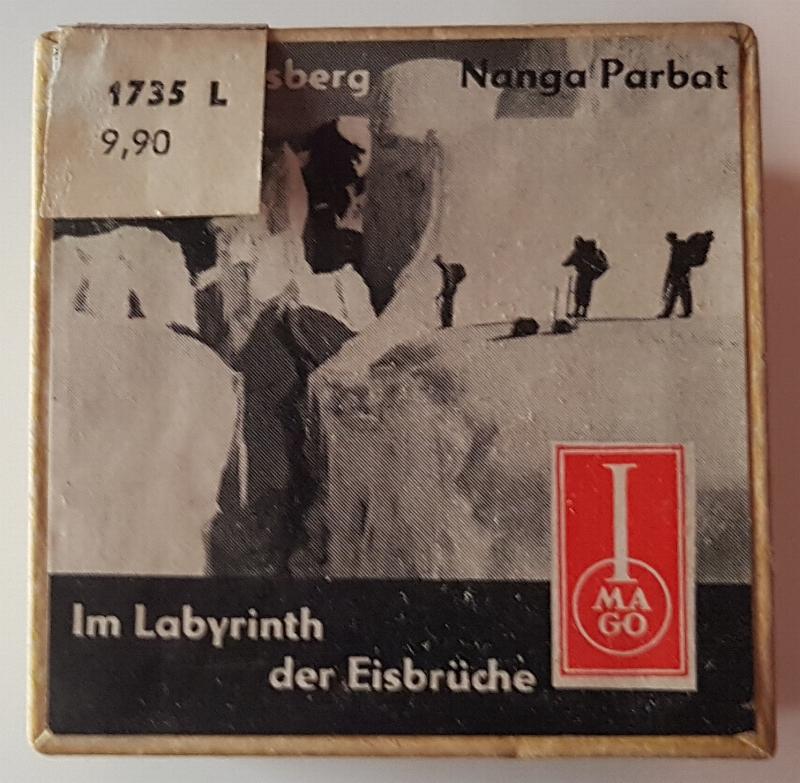 1735 L
9,90
sberg
Nanga Parbat
Im Labyrinth
der Eisbrüche
I
MA
GO